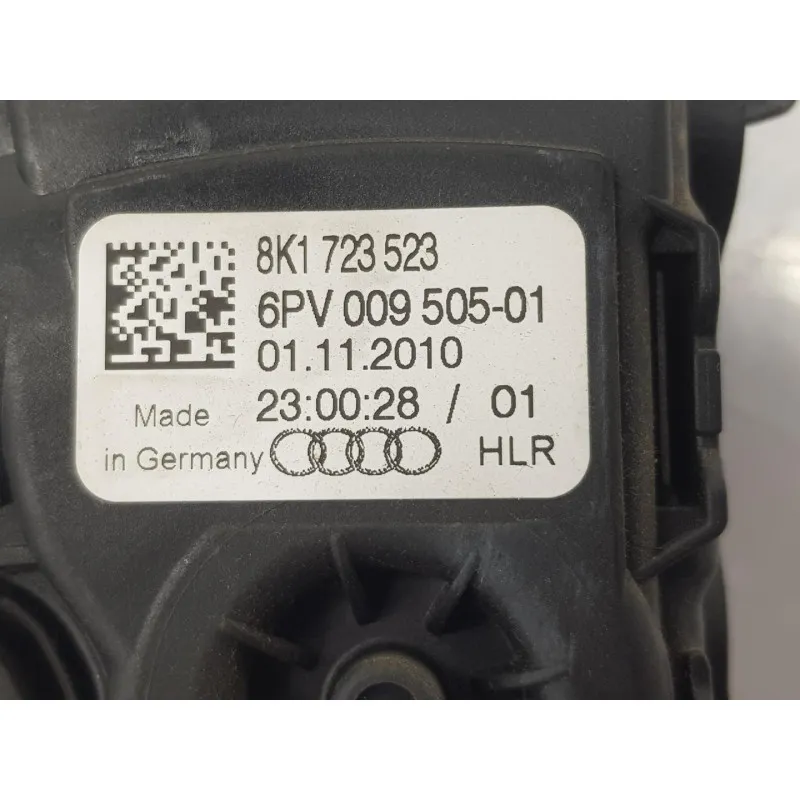 8K1 723 523
6PV 009 505-01
01.11.2010
23:00:28 / 01
Made
in Germany HLR